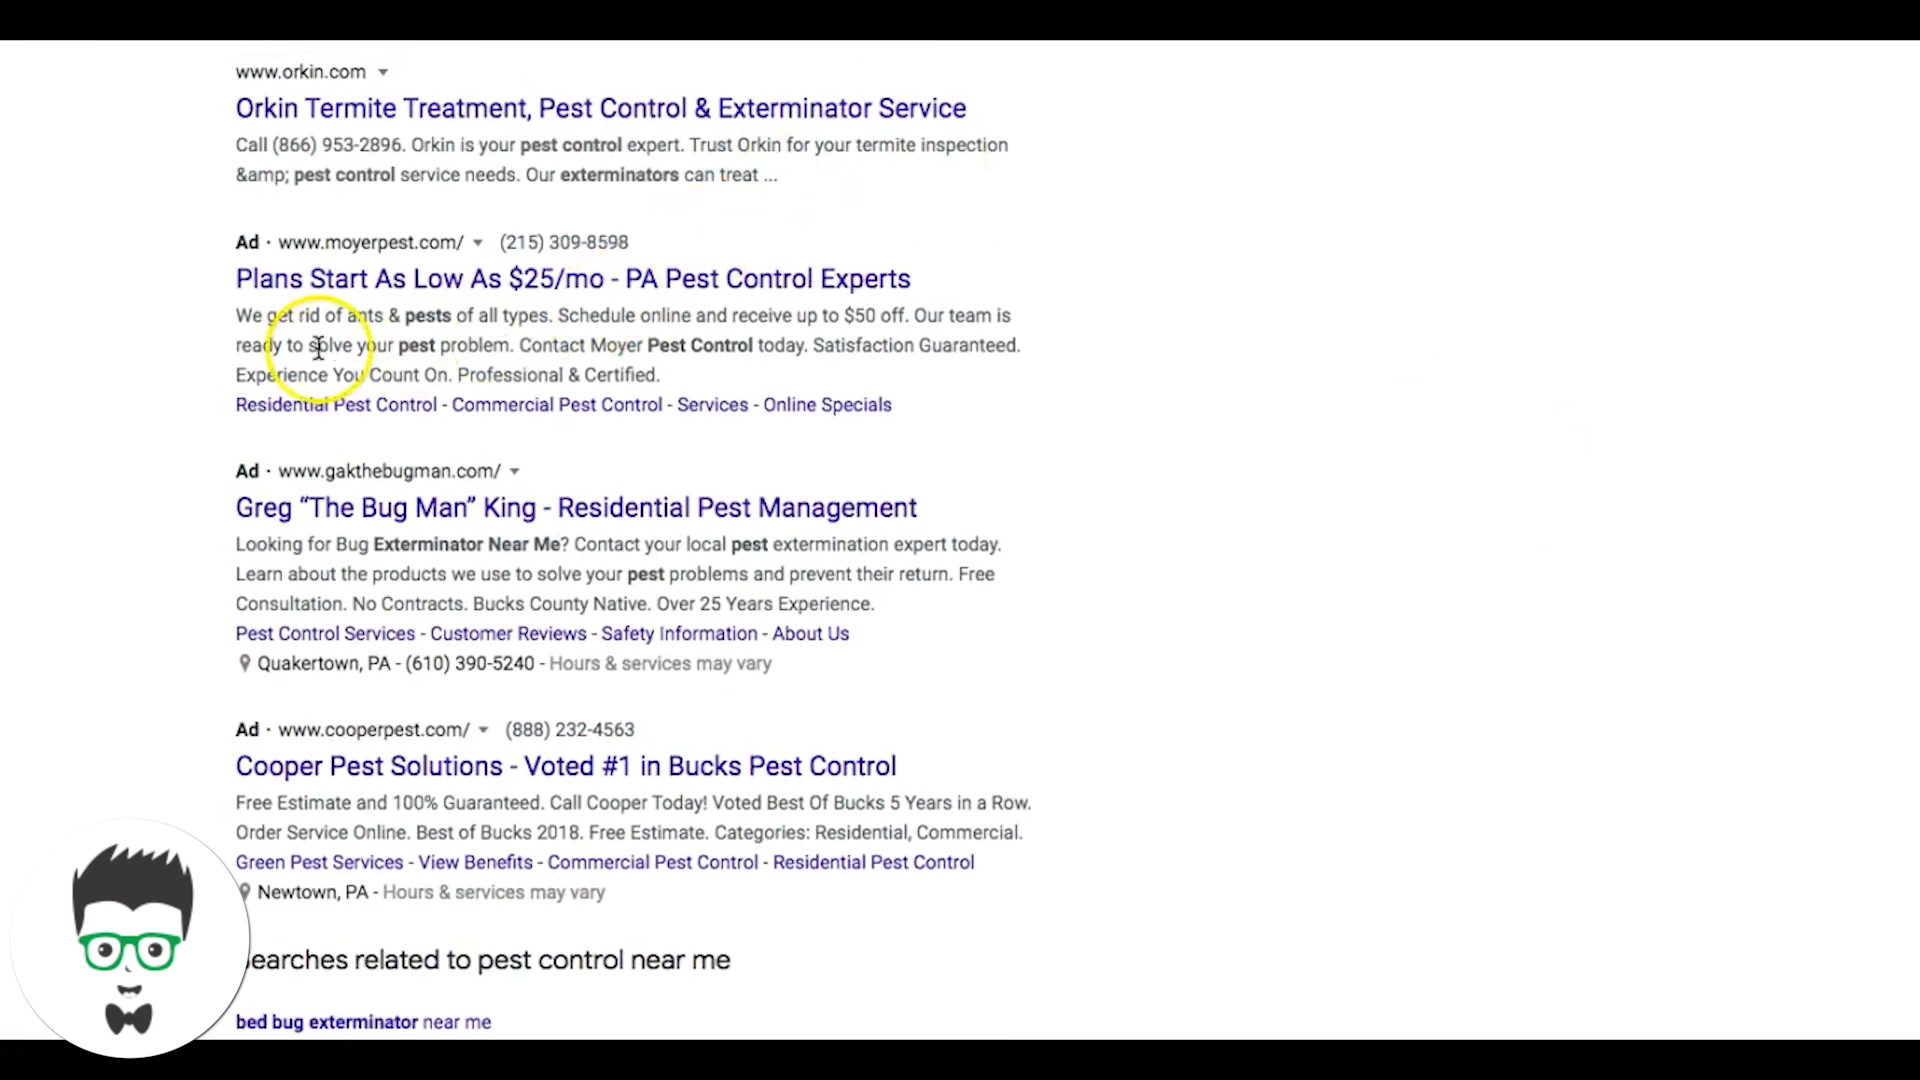 www.orkin.com
Orkin Termite Treatment, Pest Control & Exterminator Service
Call (866) 953-2896. Orkin is your pest control expert. Trust Orkin for your termite inspection
&amp; pest control service needs. Our exterminators can treat ...
Ad · www.moyerpest.com/ (215) 309-8598
Plans Start As Low As $25/mo - PA Pest Control Experts
We get rid of ants & pests of all types. Schedule online and receive up to $50 off. Our team is
ready to solve your pest problem. Contact Moyer Pest Control today. Satisfaction Guaranteed.
Experience You Count On. Professional & Certified.
Residential Pest Control - Commercial Pest Control - Services - Online Specials
Ad · www.gakthebugman.com/
Greg “The Bug Man” King - Residential Pest Management
Looking for Bug Exterminator Near Me? Contact your local pest extermination expert today.
Learn about the products we use to solve your pest problems and prevent their return. Free
Consultation. No Contracts. Bucks County Native. Over 25 Years Experience.
Pest Control Services - Customer Reviews - Safety Information - About Us
Quakertown, PA - (610) 390-5240 - Hours & services may vary
Ad · www.cooperpest.com/ (888) 232-4563
Cooper Pest Solutions - Voted #1 in Bucks Pest Control
Free Estimate and 100% Guaranteed. Call Cooper Today! Voted Best Of Bucks 5 Years in a Row.
Order Service Online. Best of Bucks 2018. Free Estimate. Categories: Residential, Commercial.
Green Pest Services - View Benefits - Commercial Pest Control - Residential Pest Control
Newtown, PA - Hours & services may vary
earches related to pest control near me
bed bug exterminator near me